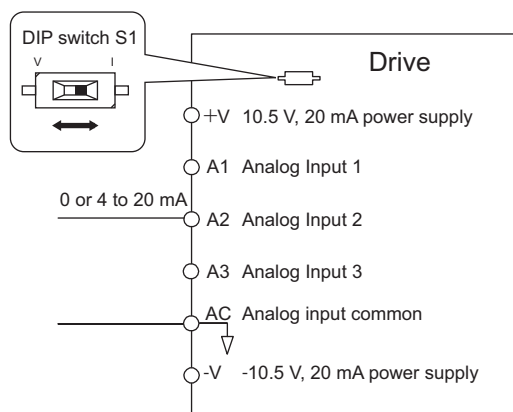 DIP switch S1
V I
Drive
+V 10.5 V, 20 mA power supply
A1 Analog Input 1
0 or 4 to 20 mA
A2 Analog Input 2
A3 Analog Input 3
AC Analog input common
-V -10.5 V, 20 mA power supply